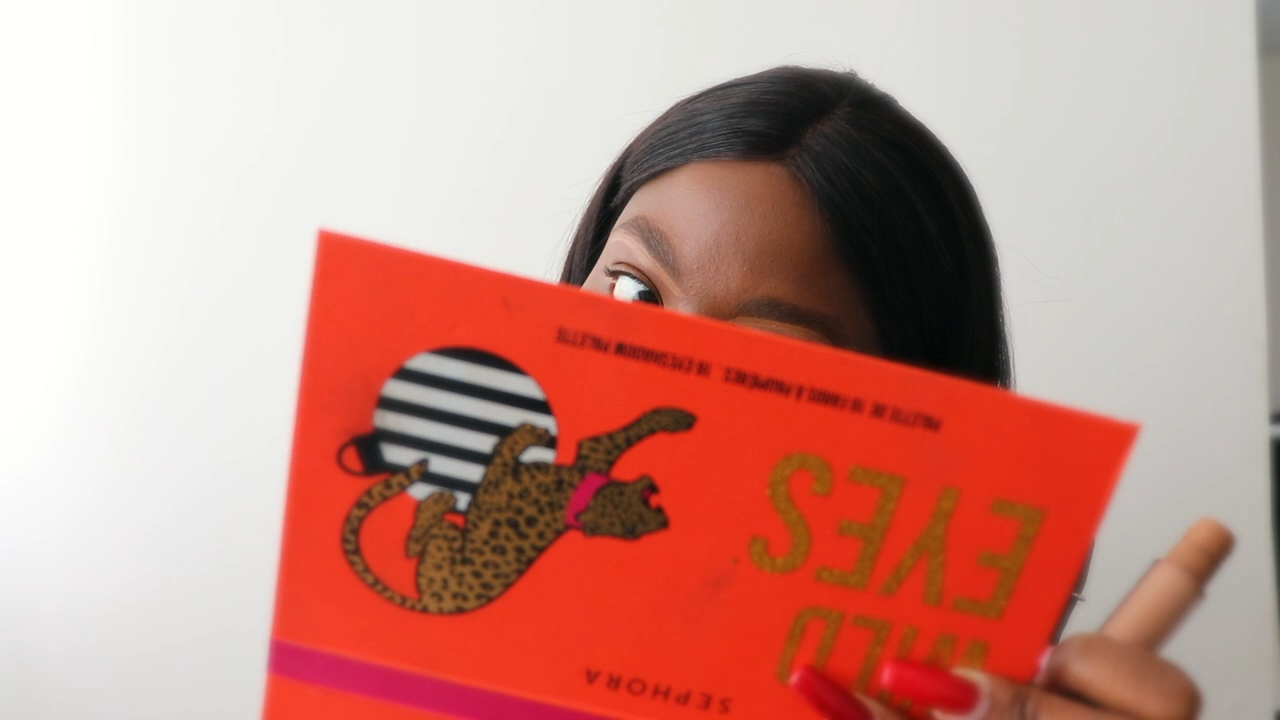 SEPHORA
WILD
EYES
PALETTE DE 18 FARDS À PAUPIÈRES . 18 EYESHADOW PALETTE